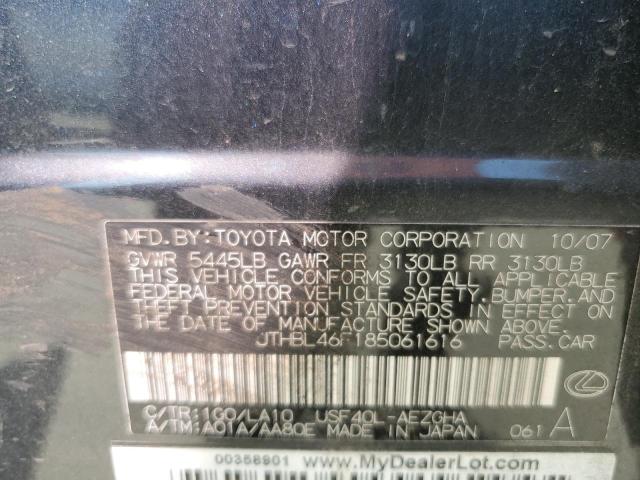 MFD.BY:TOYOTA MOTOR CORPORATION 10/07
GVWR 5445LB GAWR FR 3130LB RR 3130LB
THIS VEHICLE CONFORMS TO ALL APPLICABLE
FEDERAL MOTOR VEHICLE SAFETY,BUMPER,AND
THEFT PREVENTION STANDARDS IN EFFECT ON
THE DATE OF MANUFACTURE SHOWN ABOVE.
JTHBL46F185061616 PASS.CAR
C/TR:1G0/LA10 USF40L-AEZGHA
A/TM:A01A/AA80E MADE IN JAPAN 061 A
00358901 www.MyDealerLot.com